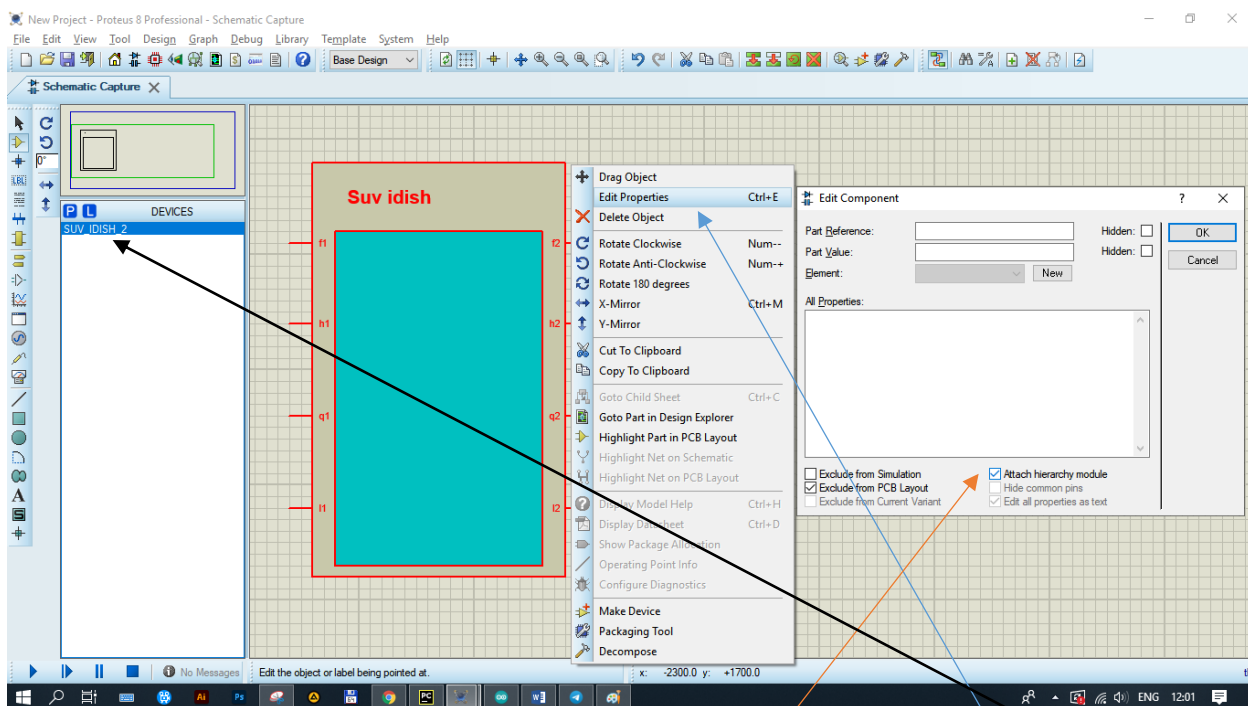 New Project - Proteus 8 Professional - Schematic Capture
File Edit View Tool Design Graph Debug Library Template System Help
Base Design
Schematic Capture
0°
LBL
P L DEVICES
SUV_IDISH_2
Suv idish
f1 f2
h1 h2
q1 q2
l1 l2
Drag Object
Edit Properties Ctrl+E
Delete Object
Rotate Clockwise Num--
Rotate Anti-Clockwise Num-+
Rotate 180 degrees
X-Mirror Ctrl+M
Y-Mirror
Cut To Clipboard
Copy To Clipboard
Goto Child Sheet Ctrl+C
Goto Part in Design Explorer
Highlight Part in PCB Layout
Highlight Net on Schematic
Highlight Net on PCB Layout
Display Model Help Ctrl+H
Display Datasheet Ctrl+D
Show Package Allocation
Operating Point Info
Configure Diagnostics
Make Device
Packaging Tool
Decompose
Edit Component ?
Part Reference: Hidden: OK
Part Value: Hidden: Cancel
Element: New
All Properties:
Exclude from Simulation Attach hierarchy module
Exclude from PCB Layout Hide common pins
Exclude from Current Variant Edit all properties as text
No Messages Edit the object or label being pointed at. x: -2300.0 y: +1700.0
Ai Ps PC ENG 12:01